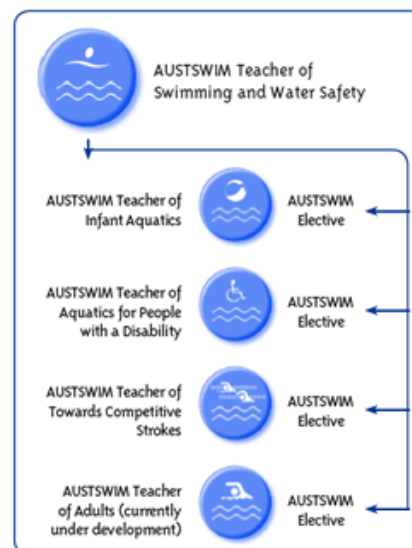 AUSTSWIM Teacher of
Swimming and Water Safety
AUSTSWIM Teacher of
Infant Aquatics
AUSTSWIM
Elective
AUSTSWIM Teacher of
Aquatics for People
with a Disability
AUSTSWIM
Elective
AUSTSWIM Teacher of
Towards Competitive
Strokes
AUSTSWIM
Elective
AUSTSWIM Teacher
of Adults (currently
under development)
AUSTSWIM
Elective